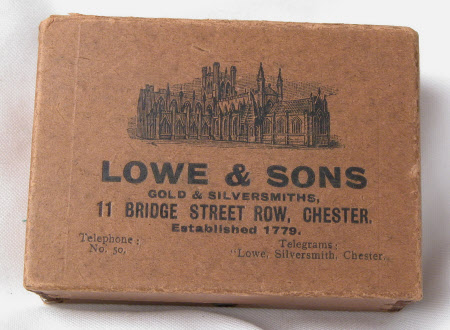 LOWE & SONS
GOLD & SILVERSMITHS,
11 BRIDGE STREET ROW, CHESTER.
Established 1779.
Telephone: Telegrams:
No. 50. "Lowe, Silversmith, Chester.,